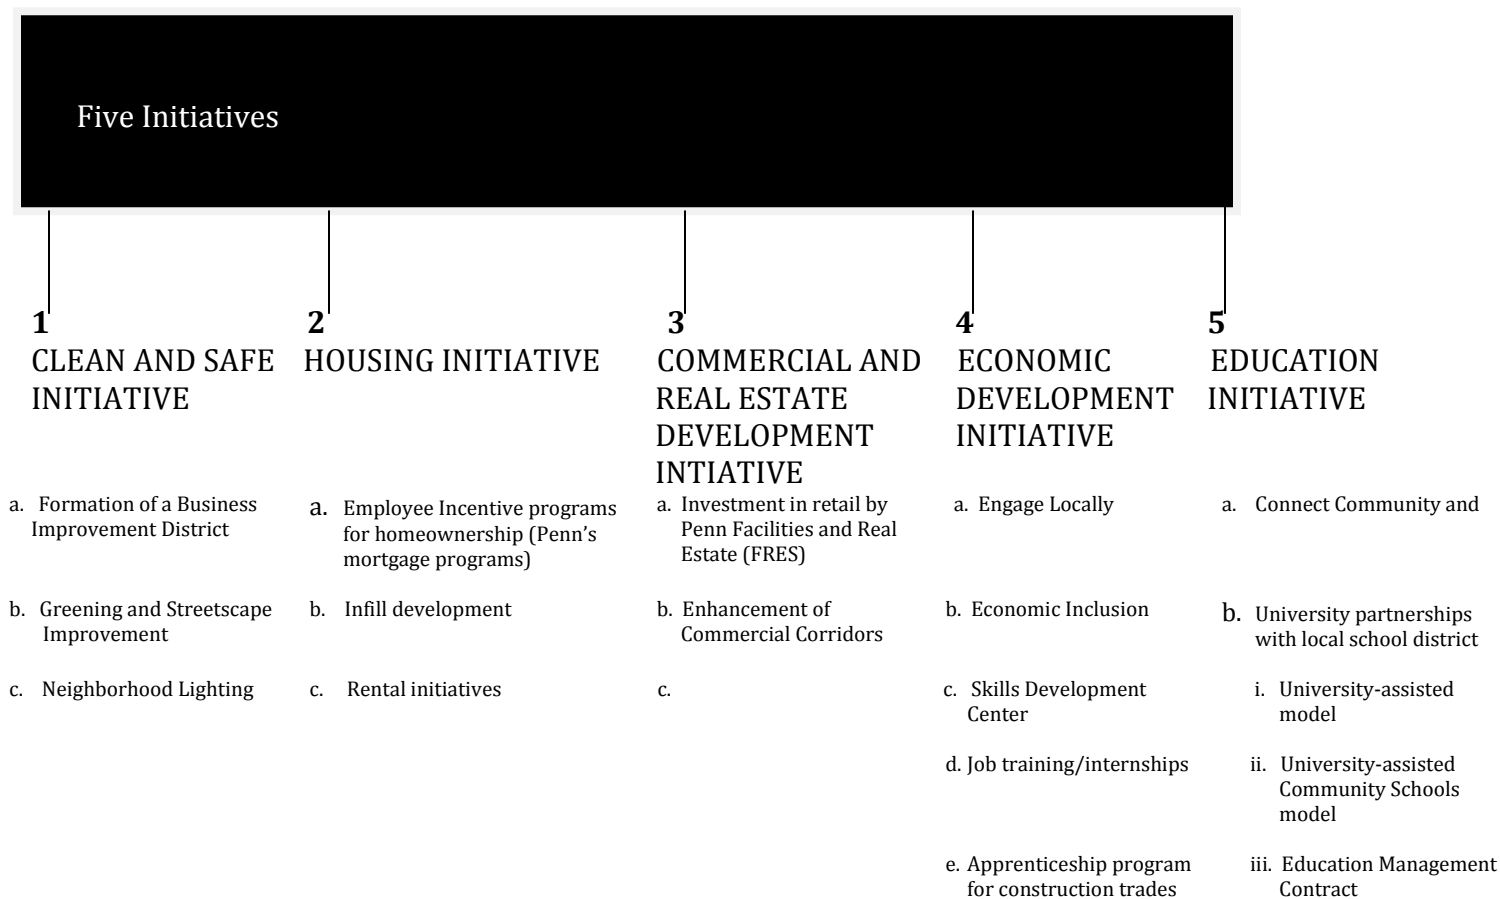 Five Initiatives
1
CLEAN AND SAFE
INITIATIVE
a. Formation of a Business
Improvement District
b. Greening and Streetscape
Improvement
c. Neighborhood Lighting
2
HOUSING INITIATIVE
a. Employee Incentive programs
for homeownership (Penn’s
mortgage programs)
b. Infill development
c. Rental initiatives
3
COMMERCIAL AND
REAL ESTATE
DEVELOPMENT
INTIATIVE
a. Investment in retail by
Penn Facilities and Real
Estate (FRES)
b. Enhancement of
Commercial Corridors
c.
4
ECONOMIC
DEVELOPMENT
INITIATIVE
a. Engage Locally
b. Economic Inclusion
c. Skills Development
Center
d. Job training/internships
e. Apprenticeship program
for construction trades
5
EDUCATION
INITIATIVE
a. Connect Community and
b. University partnerships
with local school district
i. University-assisted
model
ii. University-assisted
Community Schools
model
iii. Education Management
Contract